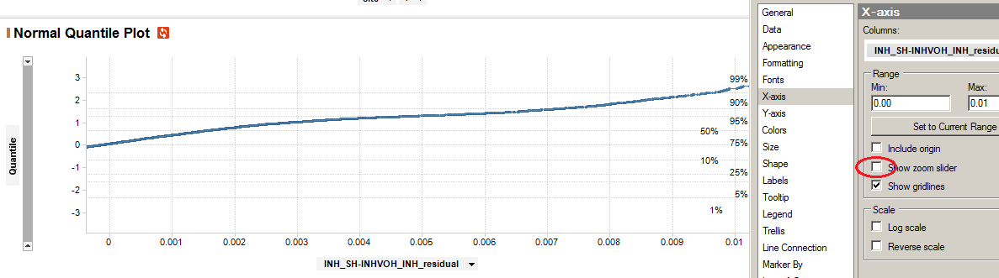 Normal Quantile Plot
Quantile
3
2
1
0
-1
-2
-3
99%
90%
95%
50%
75%
10%
25%
5%
1%
0
0.001
0.002
0.003
0.004
0.005
0.006
0.007
0.008
0.009
0.01
INH_SH-INHVOH_INH_residual
General
Data
Appearance
Formatting
Fonts
X-axis
Y-axis
Colors
Size
Shape
Labels
Tooltip
Legend
Trellis
Line Connection
Marker By
X-axis
Columns:
INH_SH-INHVOH_INH_residu
Range
Min:
Max:
0.00
0.01
Set to Current Range
Include origin
Show zoom slider
Show gridlines
Scale
Log scale
Reverse scale